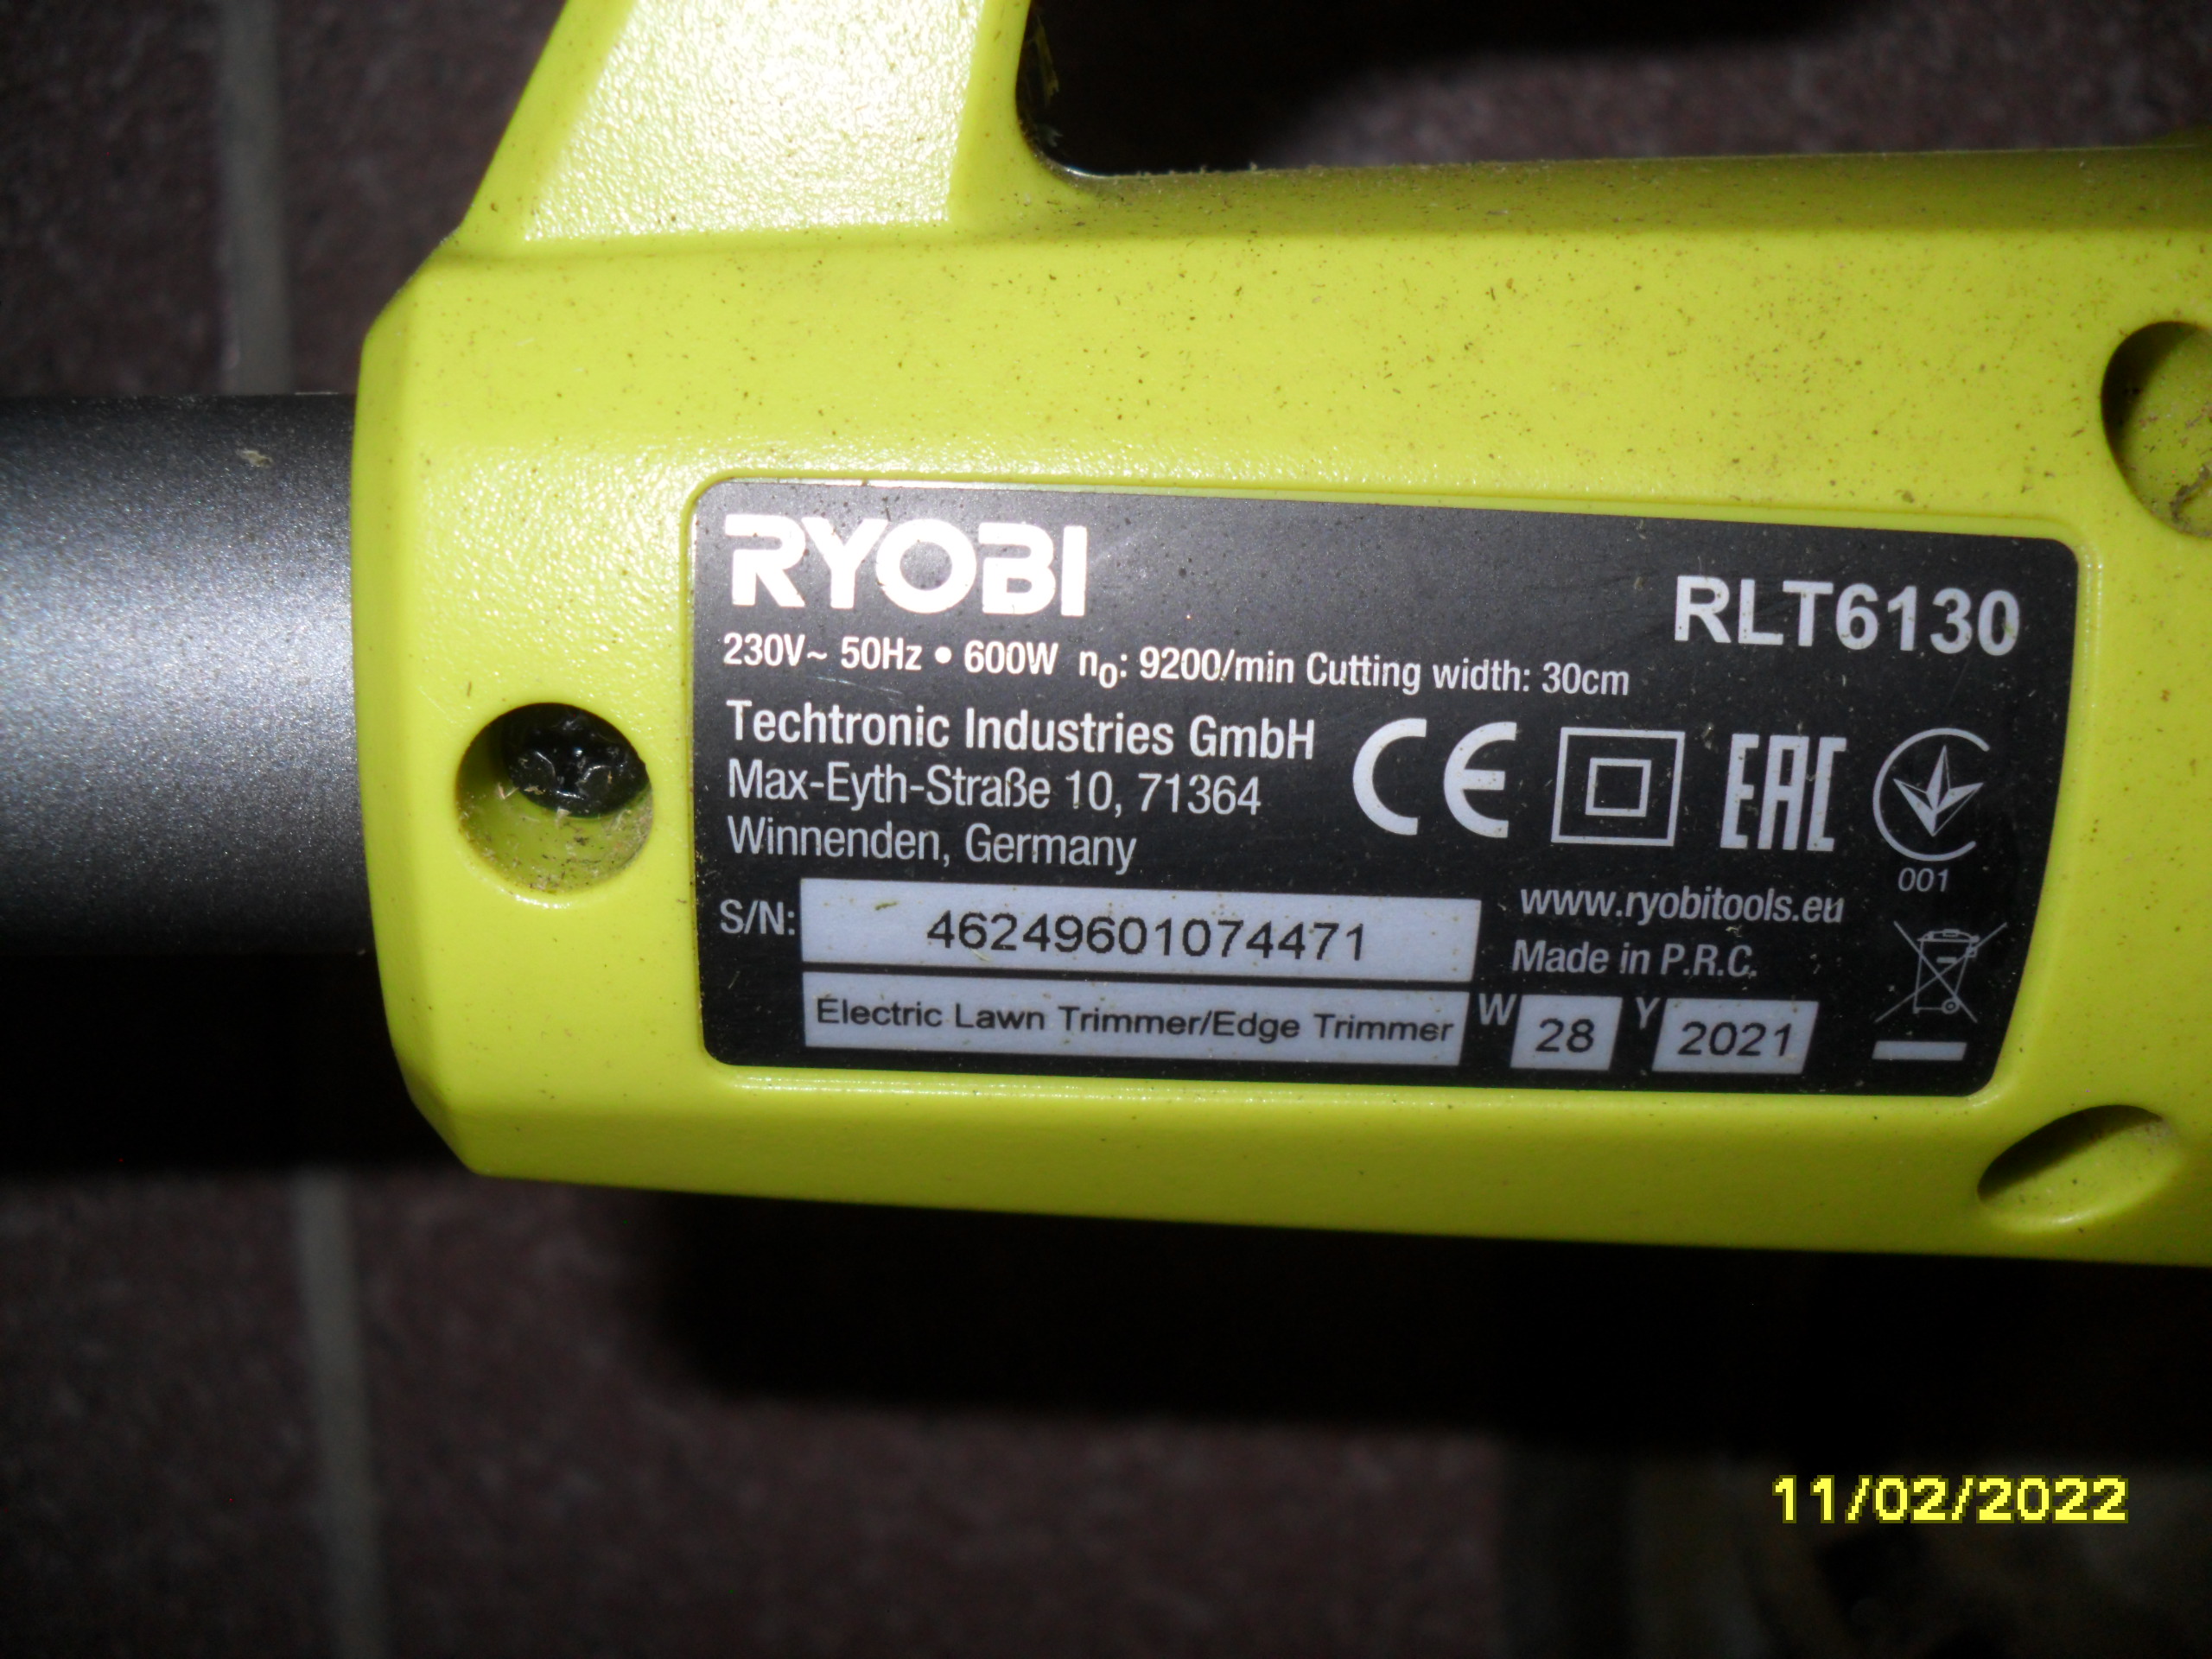 RYOBI
RLT6130
230V~ 50Hz • 600W n₀: 9200/min Cutting width: 30cm
Techtronic Industries GmbH
Max-Eyth-Straße 10, 71364
Winnenden, Germany
CE
EAC
001
S/N: 46249601074471
www.ryobitools.eu
Made in P.R.C.
Electric Lawn Trimmer/Edge Trimmer
W 28 Y 2021
11/02/2022